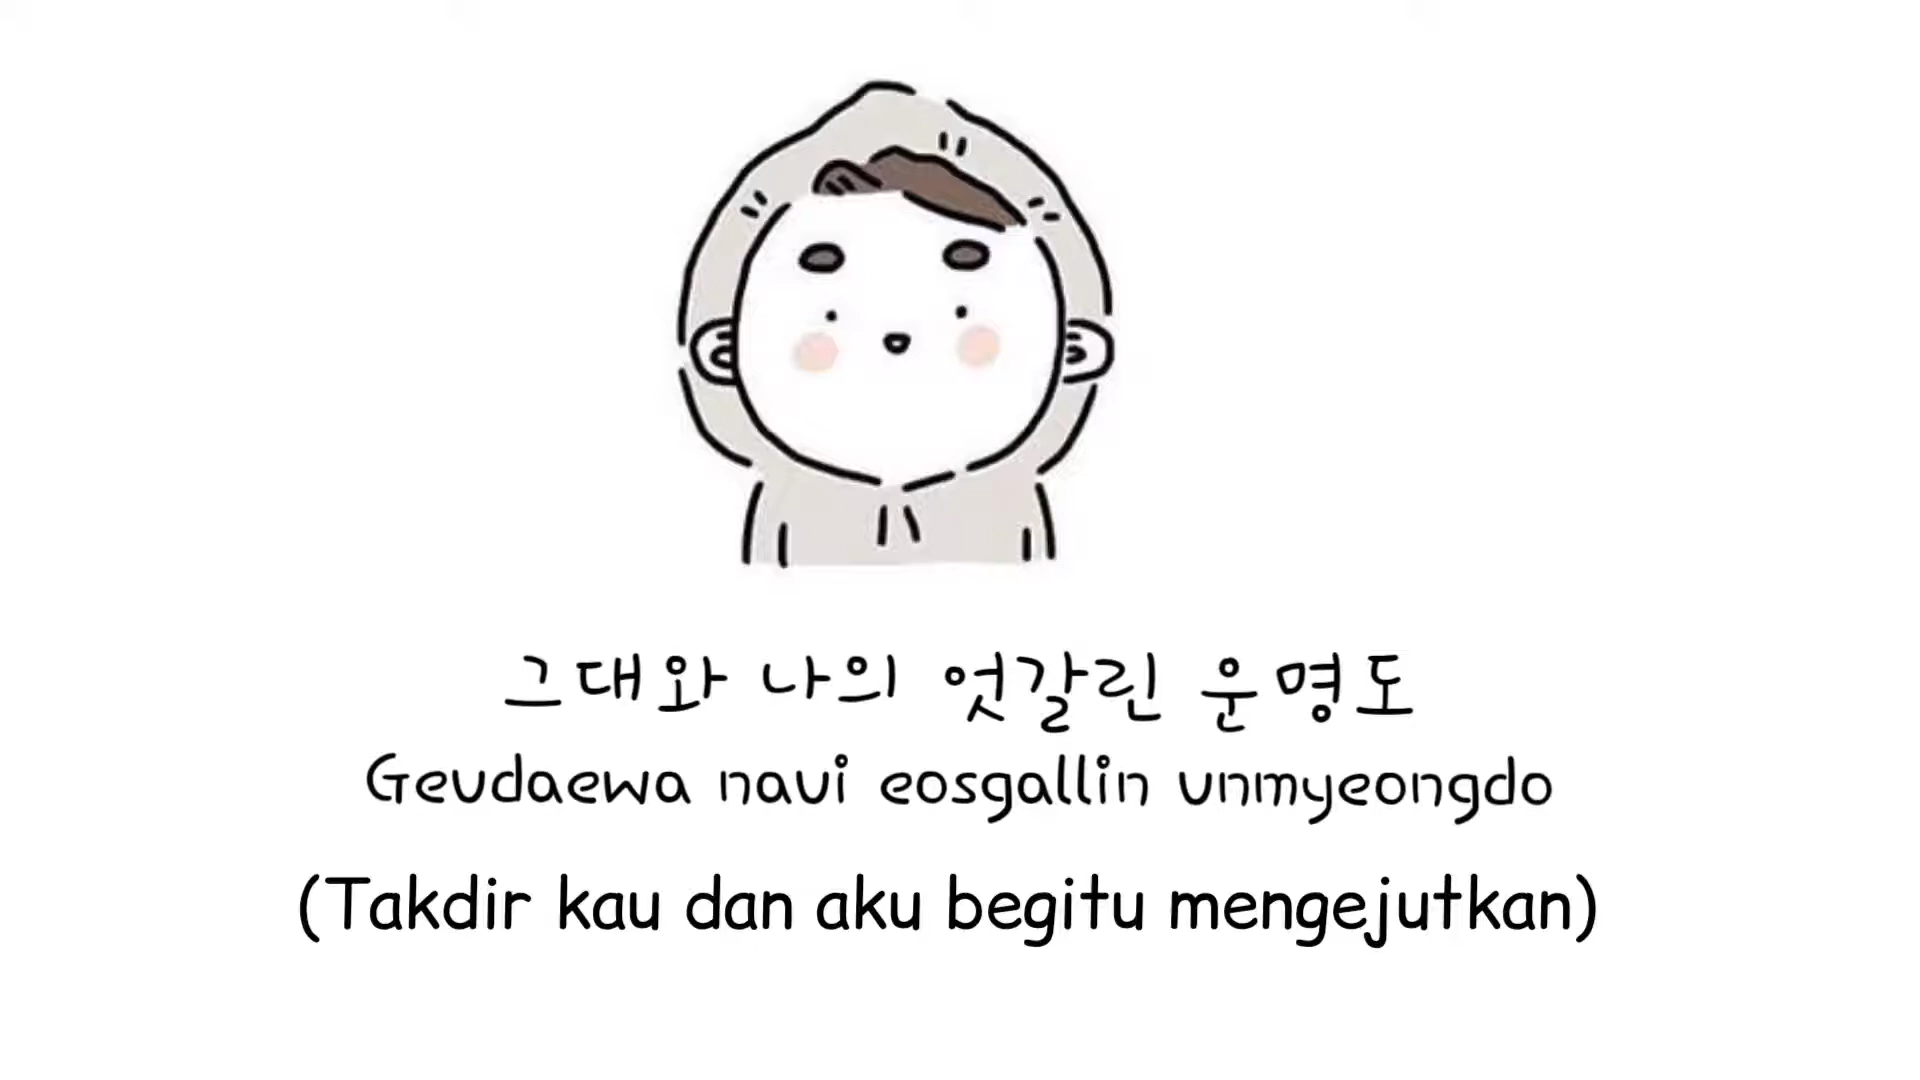 그대와 나의 엇갈린 운명도
Geudaewa naui eosgallin unmyeongdo
(Takdir kau dan aku begitu mengejutkan)